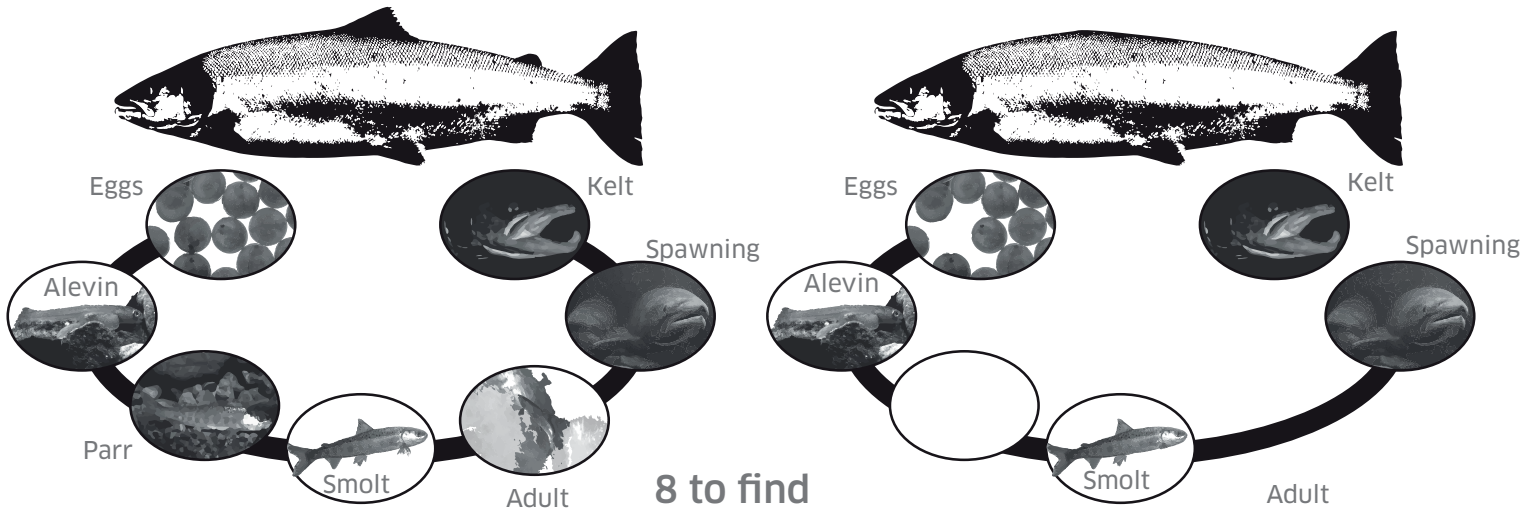 Eggs
Kelt
Spawning
Alevin
Parr
Smolt
Adult
8 to find
Eggs
Kelt
Spawning
Alevin
Smolt
Adult